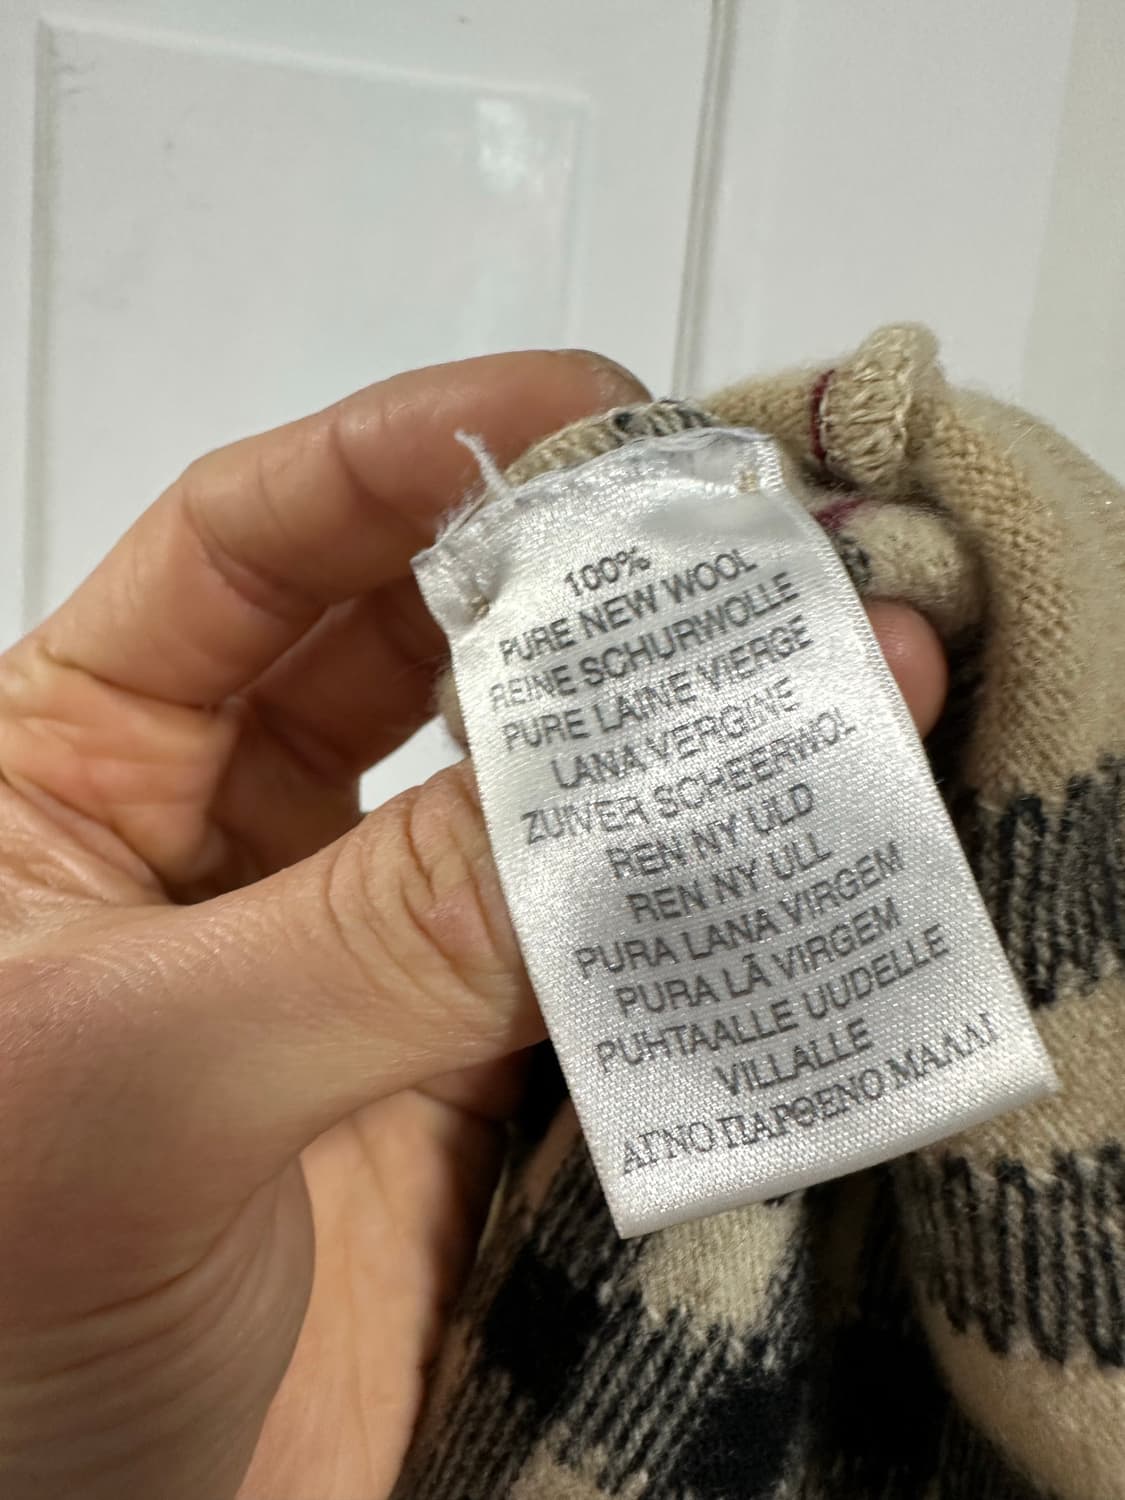 100%
PURE NEW WOOL
REINE SCHURWOLLE
PURE LAINE VIERGE
LANA VERGINE
ZUIVER SCHEERWOL
REN NY ULD
REN NY ULL
PURA LANA VIRGEM
PURA LÃ VIRGEM
PUHTAALLE UUDELLE
VILLALLE
ΑΓΝΟ ΠΑΡΘΕΝΟ ΜΑΛΛΙ